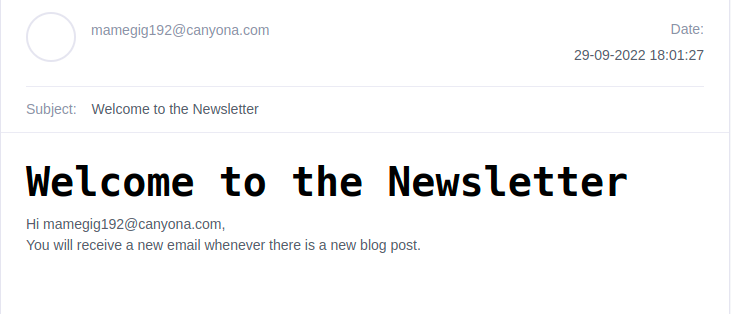 mamegig192@canyona.com
Date:
29-09-2022 18:01:27
Subject: Welcome to the Newsletter
Welcome to the Newsletter
Hi mamegig192@canyona.com,
You will receive a new email whenever there is a new blog post.